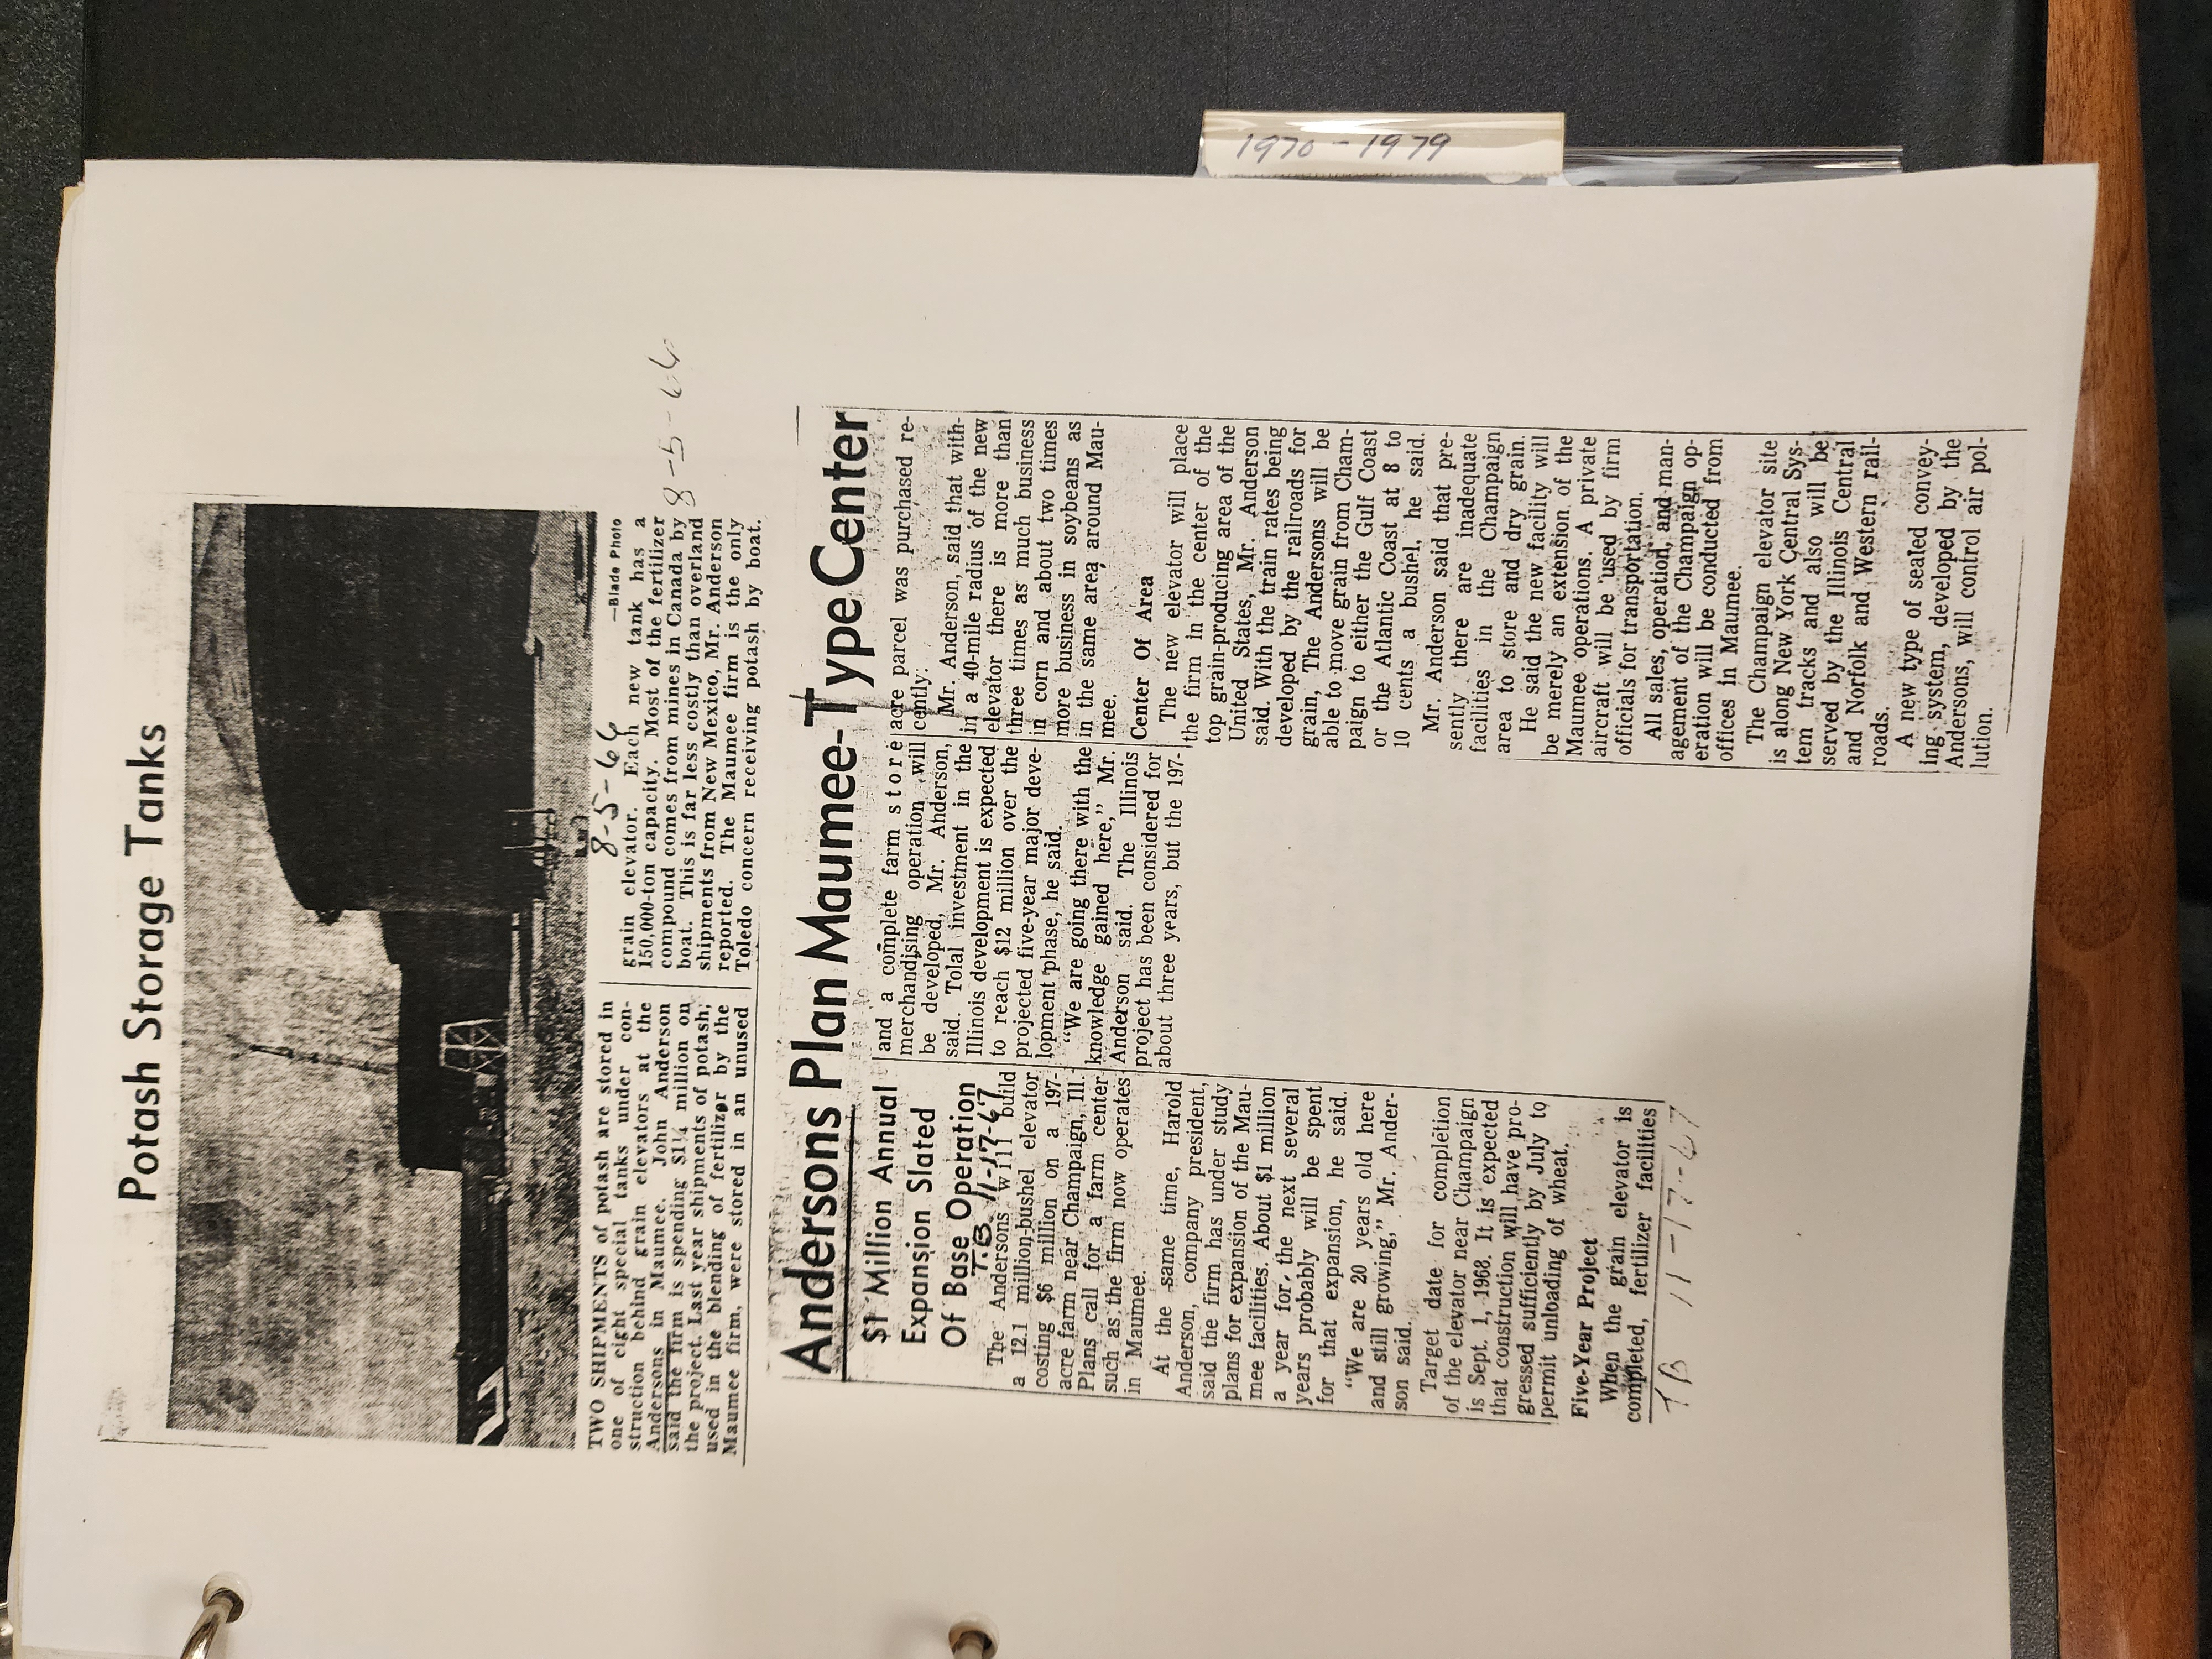 1970-1979
Potash Storage Tanks
—Blade Photo
8-5-66
TWO SHIPMENTS of potash are stored in
one of eight special tanks under con-
struction behind grain elevators at the
Andersons in Maumee. John Anderson
said the firm is spending $1¼ million on
the project. Last year shipments of potash,
used in the blending of fertilizer by the
Maumee firm, were stored in an unused
grain elevator. Each new tank has a
150,000-ton capacity. Most of the fertilizer
compound comes from mines in Canada by
boat. This is far less costly than overland
shipments from New Mexico, Mr. Anderson
reported. The Maumee firm is the only
Toledo concern receiving potash by boat.
8-5-66
Andersons Plan Maumee-Type Center
$1 Million Annual
Expansion Slated
Of Base Operation
T.B. 11-17-67
The Andersons will build
a 12.1 million-bushel elevator
costing $6 million on a 197-
acre farm near Champaign, Ill.
Plans call for a farm center
such as the firm now operates
in Maumee.
At the same time, Harold
Anderson, company president,
said the firm has under study
plans for expansion of the Mau-
mee facilities. About $1 million
a year for the next several
years probably will be spent
for that expansion, he said.
"We are 20 years old here
and still growing," Mr. Ander-
son said.
Target date for completion
of the elevator near Champaign
is Sept. 1, 1968. It is expected
that construction will have pro-
gressed sufficiently by July to
permit unloading of wheat.
Five-Year Project
When the grain elevator is
completed, fertilizer facilities
TB 11-17-67
and a complete farm store
merchandising operation will
be developed, Mr. Anderson,
said. Total investment in the
Illinois development is expected
to reach $12 million over the
projected five-year major deve-
lopment phase, he said.
"We are going there with the
knowledge gained here," Mr.
Anderson said. The Illinois
project has been considered for
about three years, but the 197-
acre parcel was purchased re-
cently.
Mr. Anderson, said that with-
in a 40-mile radius of the new
elevator there is more than
three times as much business
in corn and about two times
more business in soybeans as
in the same area around Mau-
mee.
Center Of Area
The new elevator will place
the firm in the center of the
top grain-producing area of the
United States, Mr. Anderson
said. With the train rates being
developed by the railroads for
grain, The Andersons will be
able to move grain from Cham-
paign to either the Gulf Coast
or the Atlantic Coast at 8 to
10 cents a bushel, he said.
Mr. Anderson said that pre-
sently there are inadequate
facilities in the Champaign
area to store and dry grain.
He said the new facility will
be merely an extension of the
Maumee operations. A private
aircraft will be used by firm
officials for transportation.
All sales, operation, and man-
agement of the Champaign op-
eration will be conducted from
offices in Maumee.
The Champaign elevator site
is along New York Central Sys-
tem tracks and also will be
served by the Illinois Central
and Norfolk and Western rail-
roads.
A new type of sealed convey-
ing system, developed by the
Andersons, will control air pol-
lution.